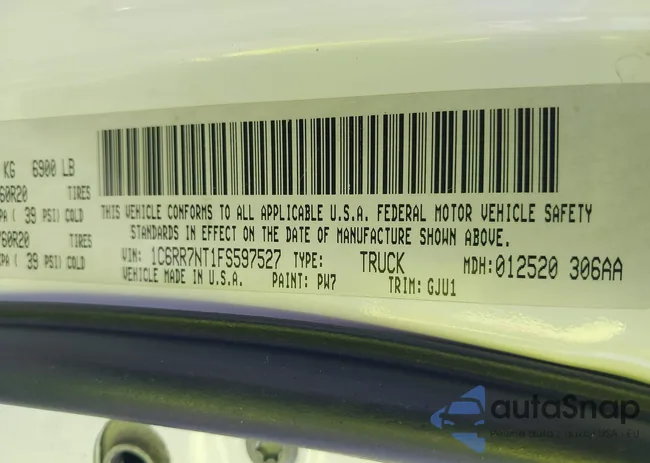 KG 6900 LB
60R20 TIRES
PA ( 39 PSI) COLD
60R20 TIRES
PA ( 39 PSI) COLD
THIS VEHICLE CONFORMS TO ALL APPLICABLE U.S.A. FEDERAL MOTOR VEHICLE SAFETY
STANDARDS IN EFFECT ON THE DATE OF MANUFACTURE SHOWN ABOVE.
VIN: 1C6RR7NT1FS597527 TYPE: TRUCK MDH: 012520 306AA
VEHICLE MADE IN U.S.A. PAINT: PW7 TRIM: GJU1
autoSnap